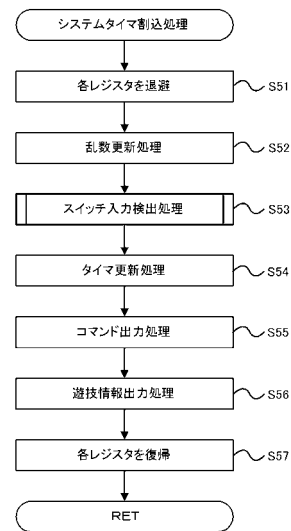 システムタイマ割込処理
各レジスタを退避 S51
乱数更新処理 S52
スイッチ入力検出処理 S53
タイマ更新処理 S54
コマンド出力処理 S55
遊技情報出力処理 S56
各レジスタを復帰 S57
RET